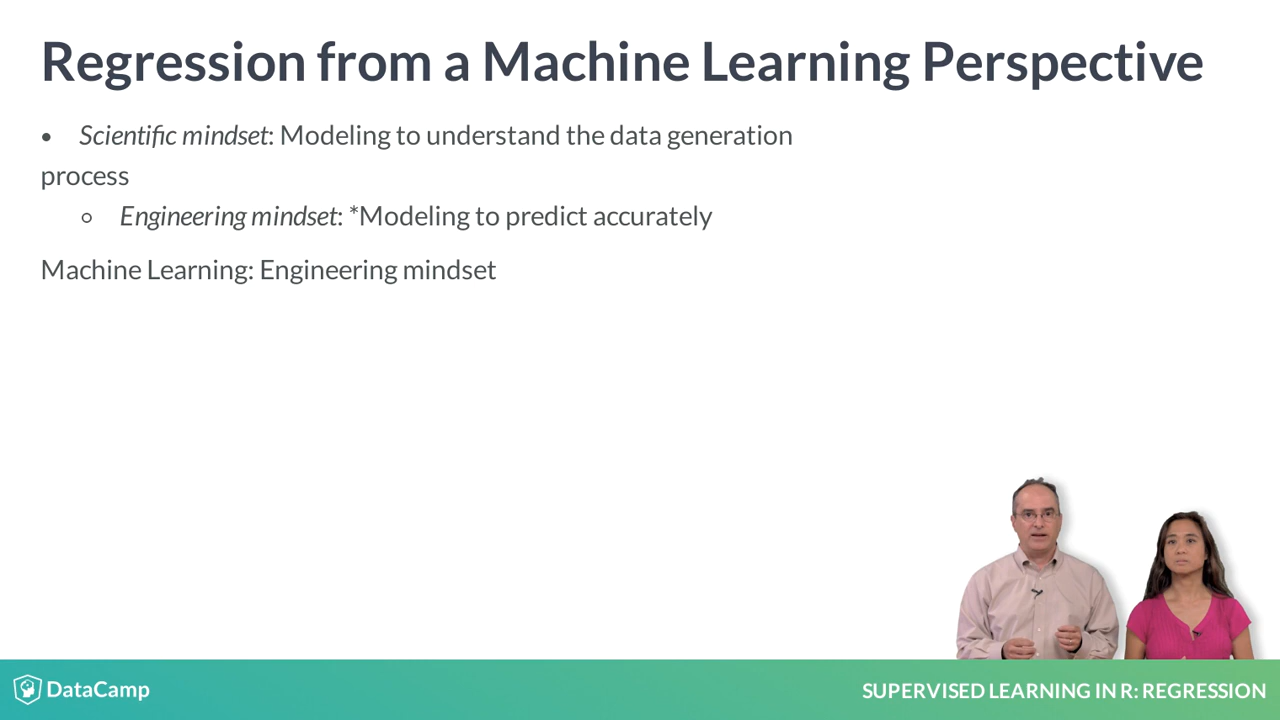 Regression from a Machine Learning Perspective
• Scientific mindset: Modeling to understand the data generation
process
○ Engineering mindset: *Modeling to predict accurately
Machine Learning: Engineering mindset
DataCamp
SUPERVISED LEARNING IN R: REGRESSION